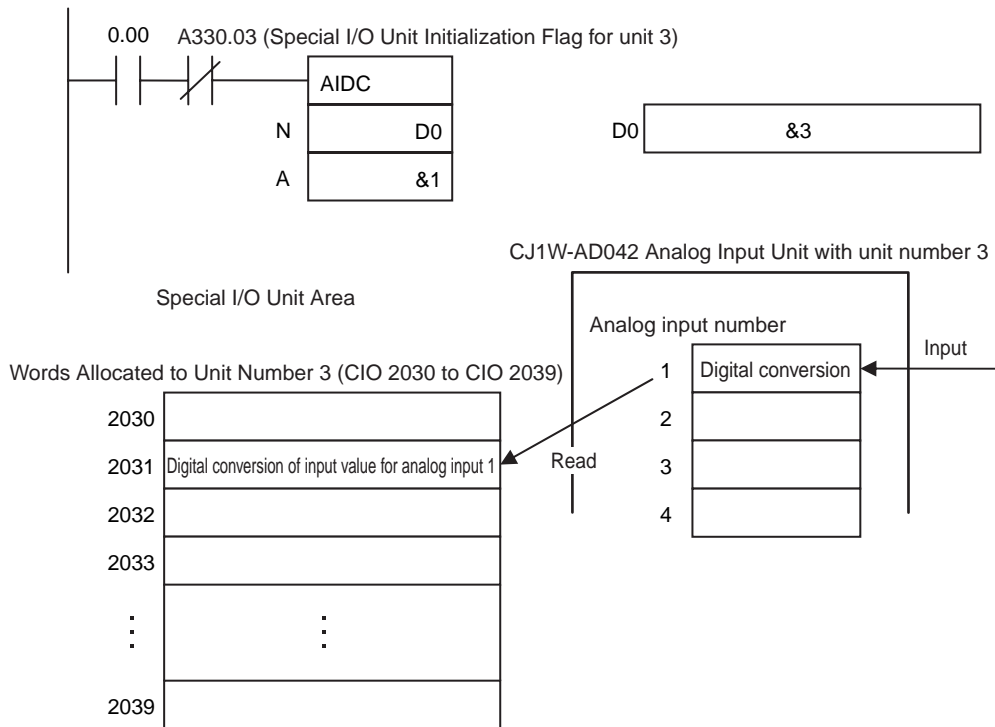 0.00 A330.03 (Special I/O Unit Initialization Flag for unit 3)
AIDC
N D0
A &1
D0 &3
CJ1W-AD042 Analog Input Unit with unit number 3
Special I/O Unit Area
Analog input number
Input
Words Allocated to Unit Number 3 (CIO 2030 to CIO 2039)
1 Digital conversion
2030
2
2031 Digital conversion of input value for analog input 1
Read
3
2032
4
2033
2039